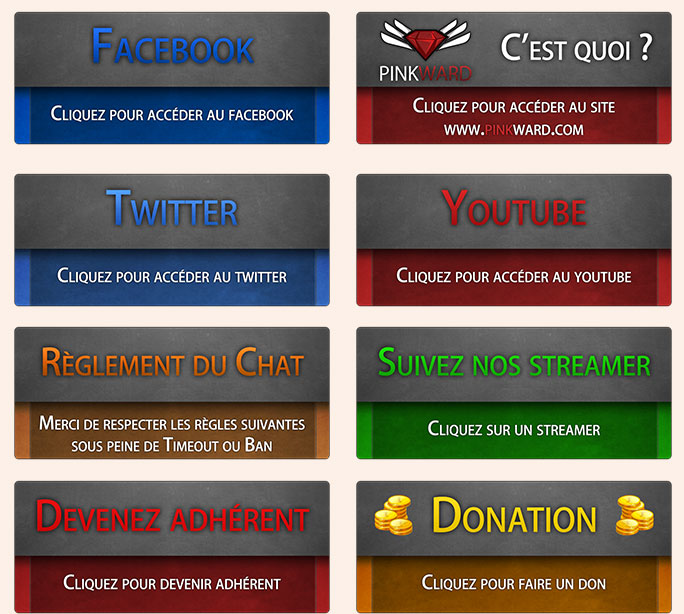 Facebook
Cliquez pour accéder au facebook
PINKWARD
C'est quoi ?
Cliquez pour accéder au site
www.pinkward.com
Twitter
Cliquez pour accéder au twitter
Youtube
Cliquez pour accéder au youtube
Règlement du Chat
Merci de respecter les règles suivantes
sous peine de Timeout ou Ban
Suivez nos streamer
Cliquez sur un streamer
Devenez adhérent
Cliquez pour devenir adhérent
Donation
Cliquez pour faire un don